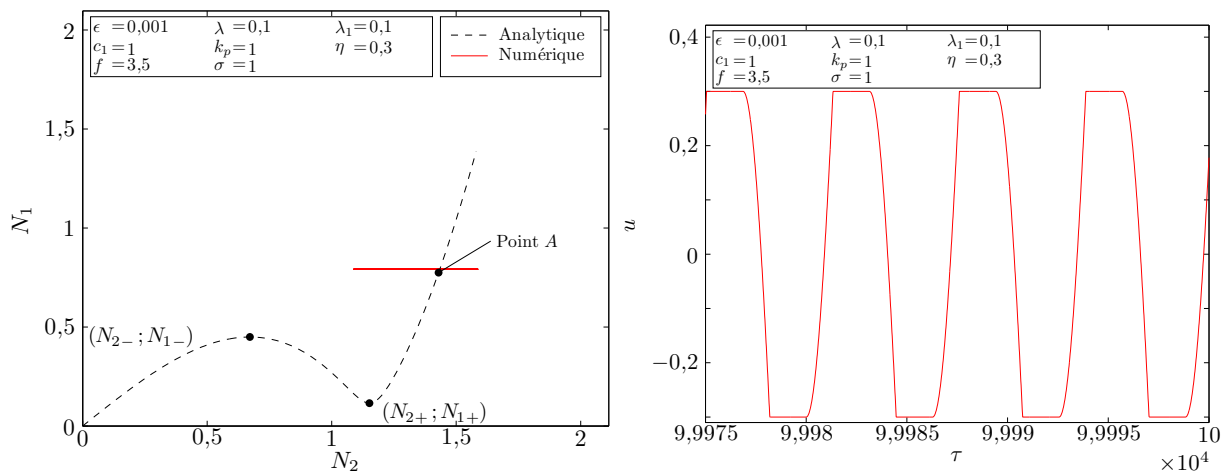 ϵ =0,001 λ =0,1 λ₁=0,1
c₁=1 kₚ=1 η =0,3
f =3,5 σ =1
Analytique
Numérique
2
1,5
1
0,5
0
N₁
Point A
(N₂₋ ; N₁₋)
(N₂₊ ; N₁₊)
0 0,5 1 1,5 2
N₂
ϵ =0,001 λ =0,1 λ₁=0,1
c₁=1 kₚ=1 η =0,3
f =3,5 σ =1
0,4
0,2
0
−0,2
u
9,9975 9,998 9,9985 9,999 9,9995 10
τ
×10⁴